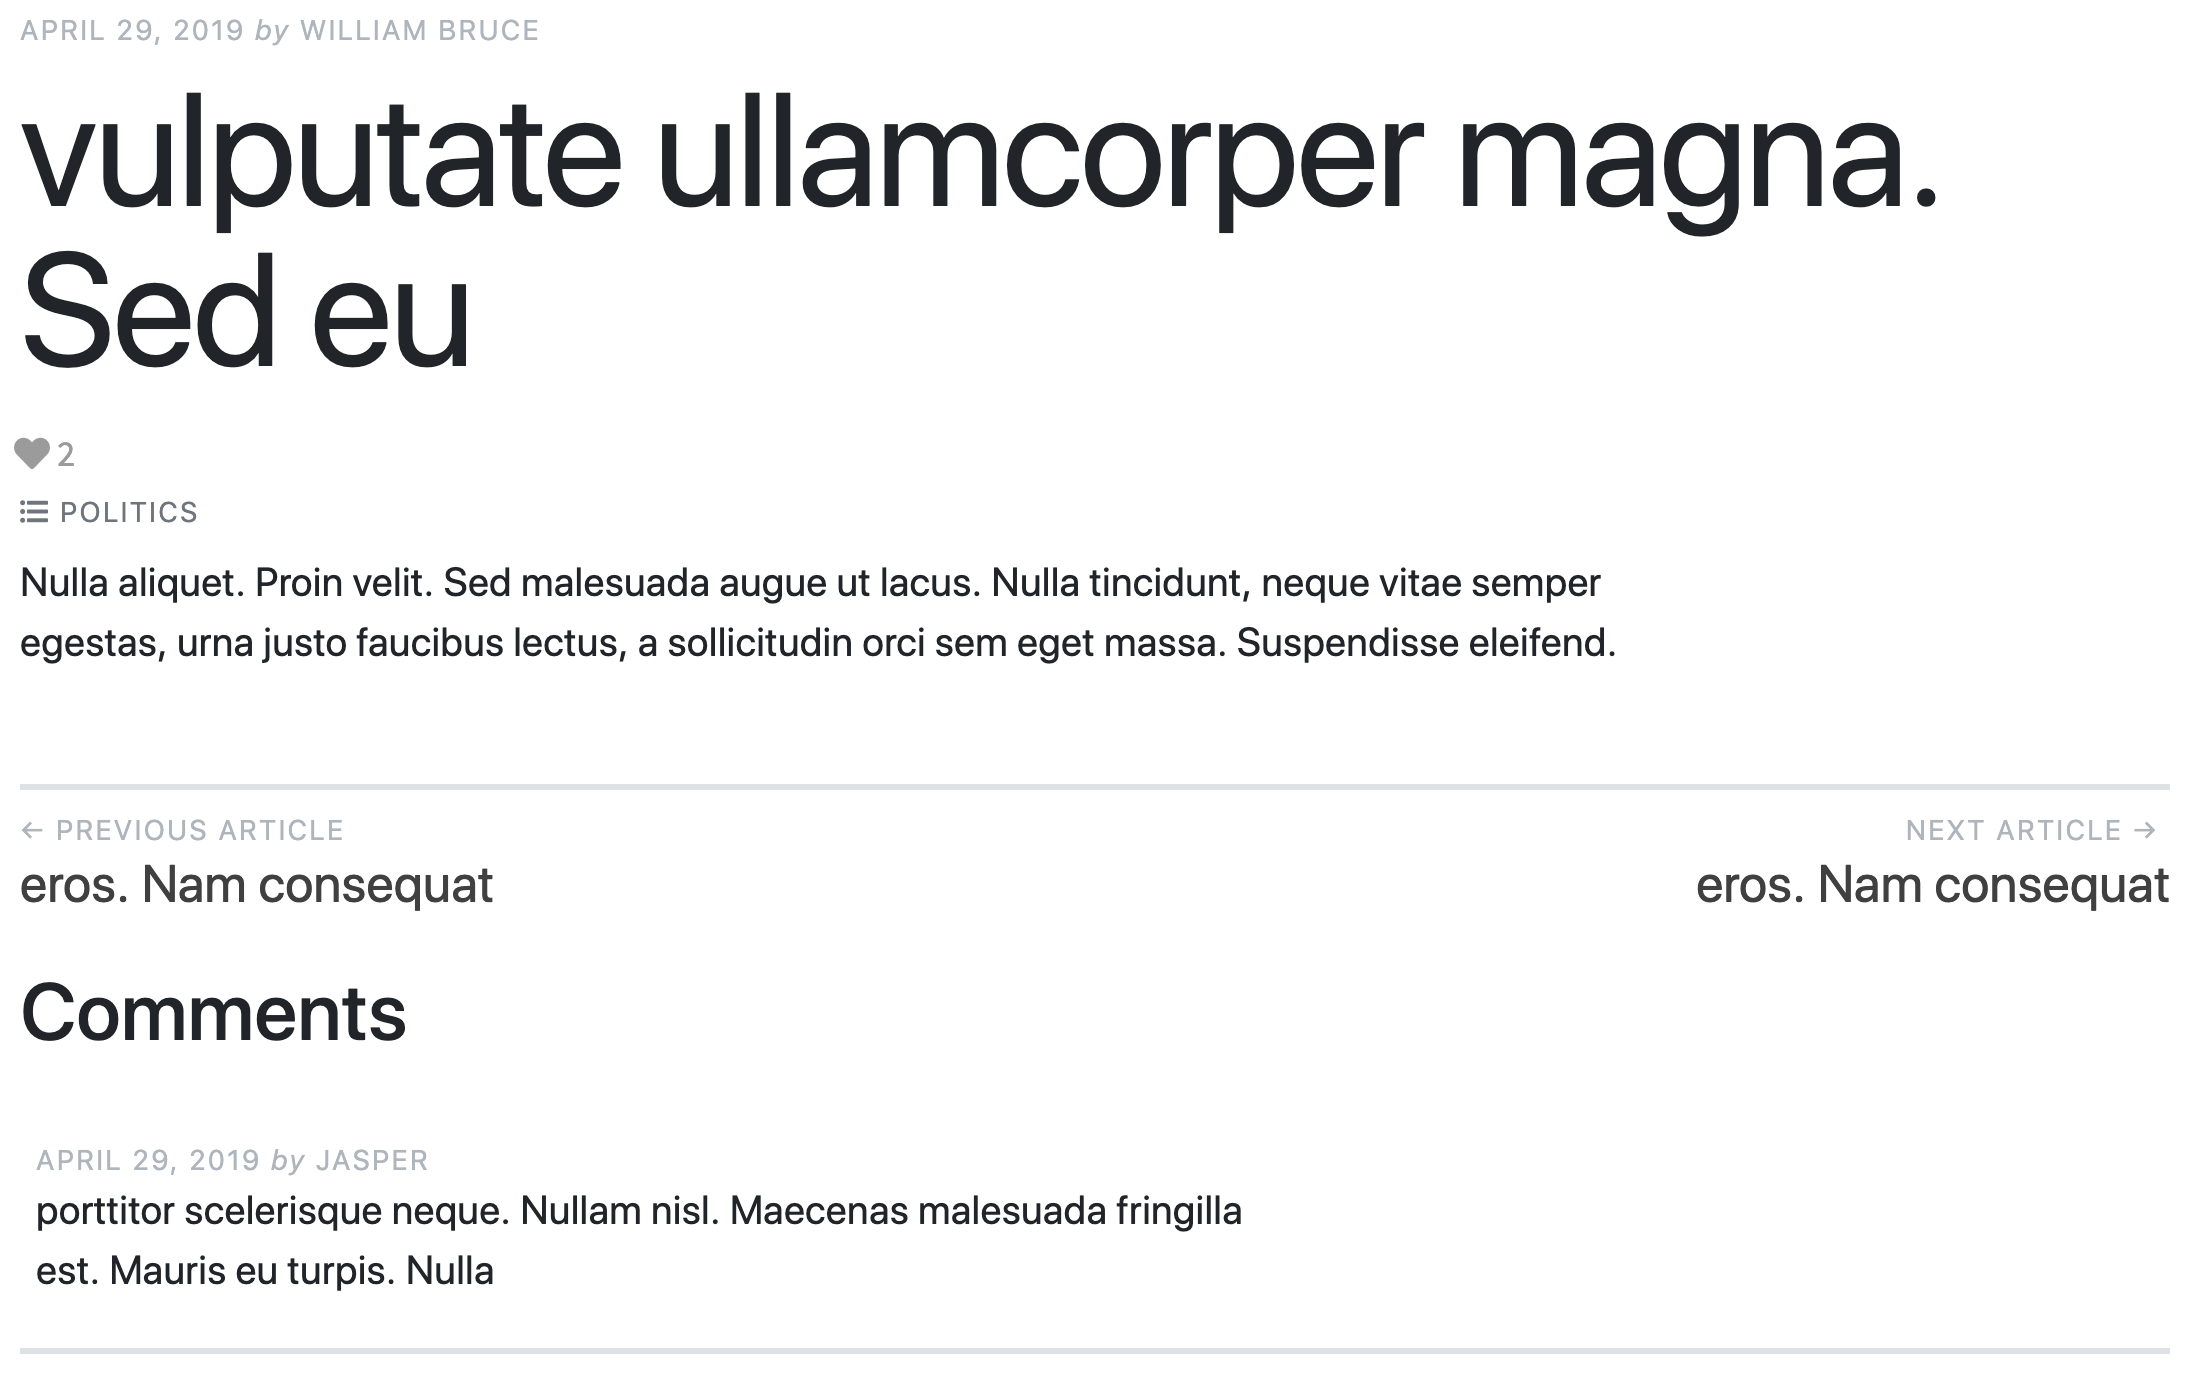 APRIL 29, 2019 by WILLIAM BRUCE
vulputate ullamcorper magna.
Sed eu
2
POLITICS
Nulla aliquet. Proin velit. Sed malesuada augue ut lacus. Nulla tincidunt, neque vitae semper
egestas, urna justo faucibus lectus, a sollicitudin orci sem eget massa. Suspendisse eleifend.
← PREVIOUS ARTICLE
eros. Nam consequat
NEXT ARTICLE →
eros. Nam consequat
Comments
APRIL 29, 2019 by JASPER
porttitor scelerisque neque. Nullam nisl. Maecenas malesuada fringilla
est. Mauris eu turpis. Nulla